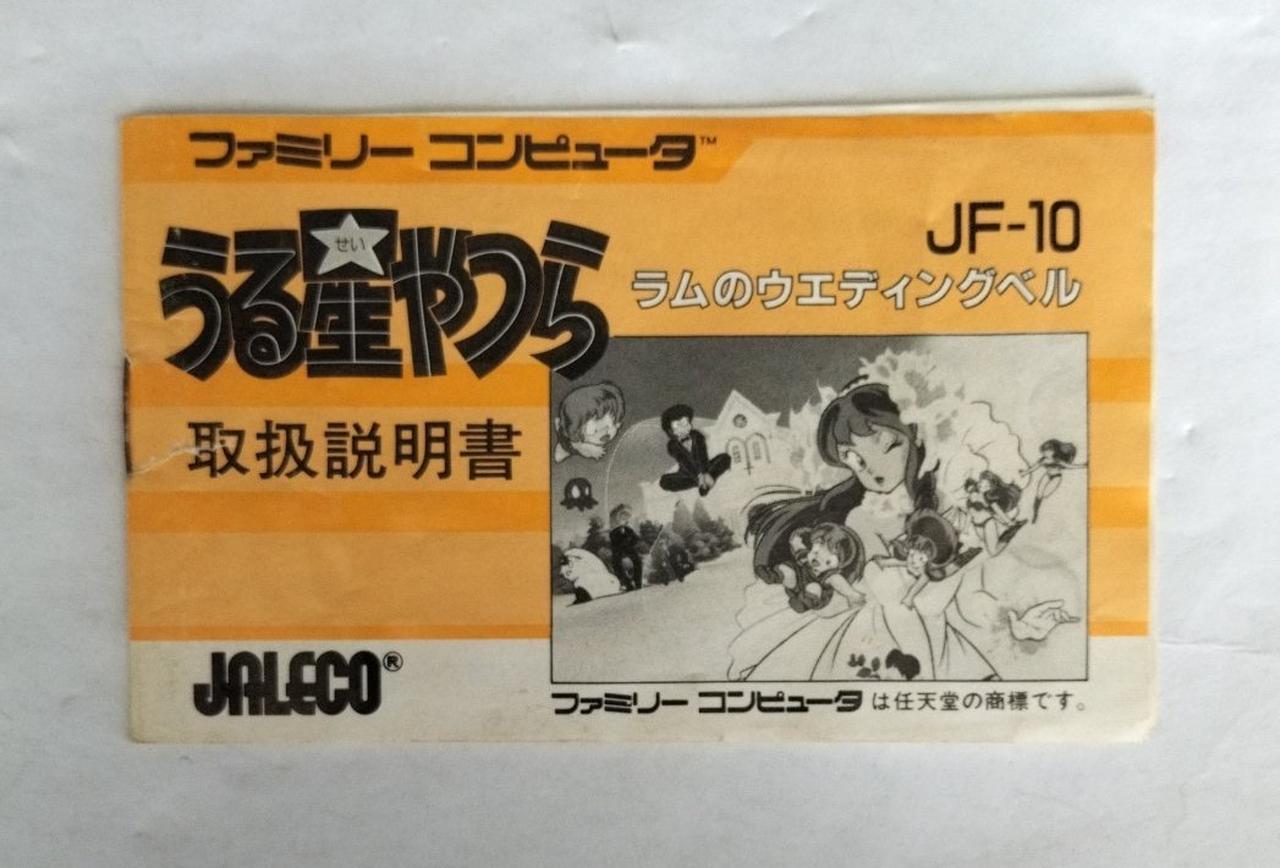 ファミリー コンピュータ™
JF-10
せい
うる星やつら
ラムのウエディングベル
取扱説明書
JALECO®
ファミリー コンピュータは任天堂の商標です。